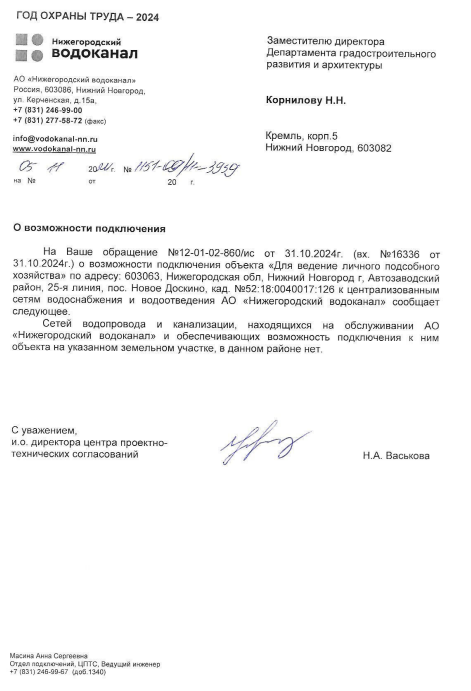 ГОД ОХРАНЫ ТРУДА – 2024
Нижегородский
ВОДОКАНАЛ
АО «Нижегородский водоканал»
Россия, 603086, Нижний Новгород,
ул. Керченская, д.15а,
+7 (831) 246-99-00
+7 (831) 277-58-72 (факс)
info@vodokanal-nn.ru
www.vodokanal-nn.ru
05 11 2024г. №
на № от 20 г.
Заместителю директора
Департамента градостроительного
развития и архитектуры
Корнилову Н.Н.
Кремль, корп.5
Нижний Новгород, 603082
О возможности подключения
На Ваше обращение №12-01-02-860/ис от 31.10.2024г. (вх. №16336 от
31.10.2024г.) о возможности подключения объекта «Для ведение личного подсобного
хозяйства» по адресу: 603063, Нижегородская обл, Нижний Новгород г, Автозаводский
район, 25-я линия, пос. Новое Доскино, кад. №52:18:0040017:126 к централизованным
сетям водоснабжения и водоотведения АО «Нижегородский водоканал» сообщает
следующее.
Сетей водопровода и канализации, находящихся на обслуживании АО
«Нижегородский водоканал» и обеспечивающих возможность подключения к ним
объекта на указанном земельном участке, в данном районе нет.
С уважением,
и.о. директора центра проектно-
технических согласований
Н.А. Васькова
Масина Анна Сергеевна
Отдел подключений, ЦПТС, Ведущий инженер
+7 (831) 246-99-67 (доб.1340)